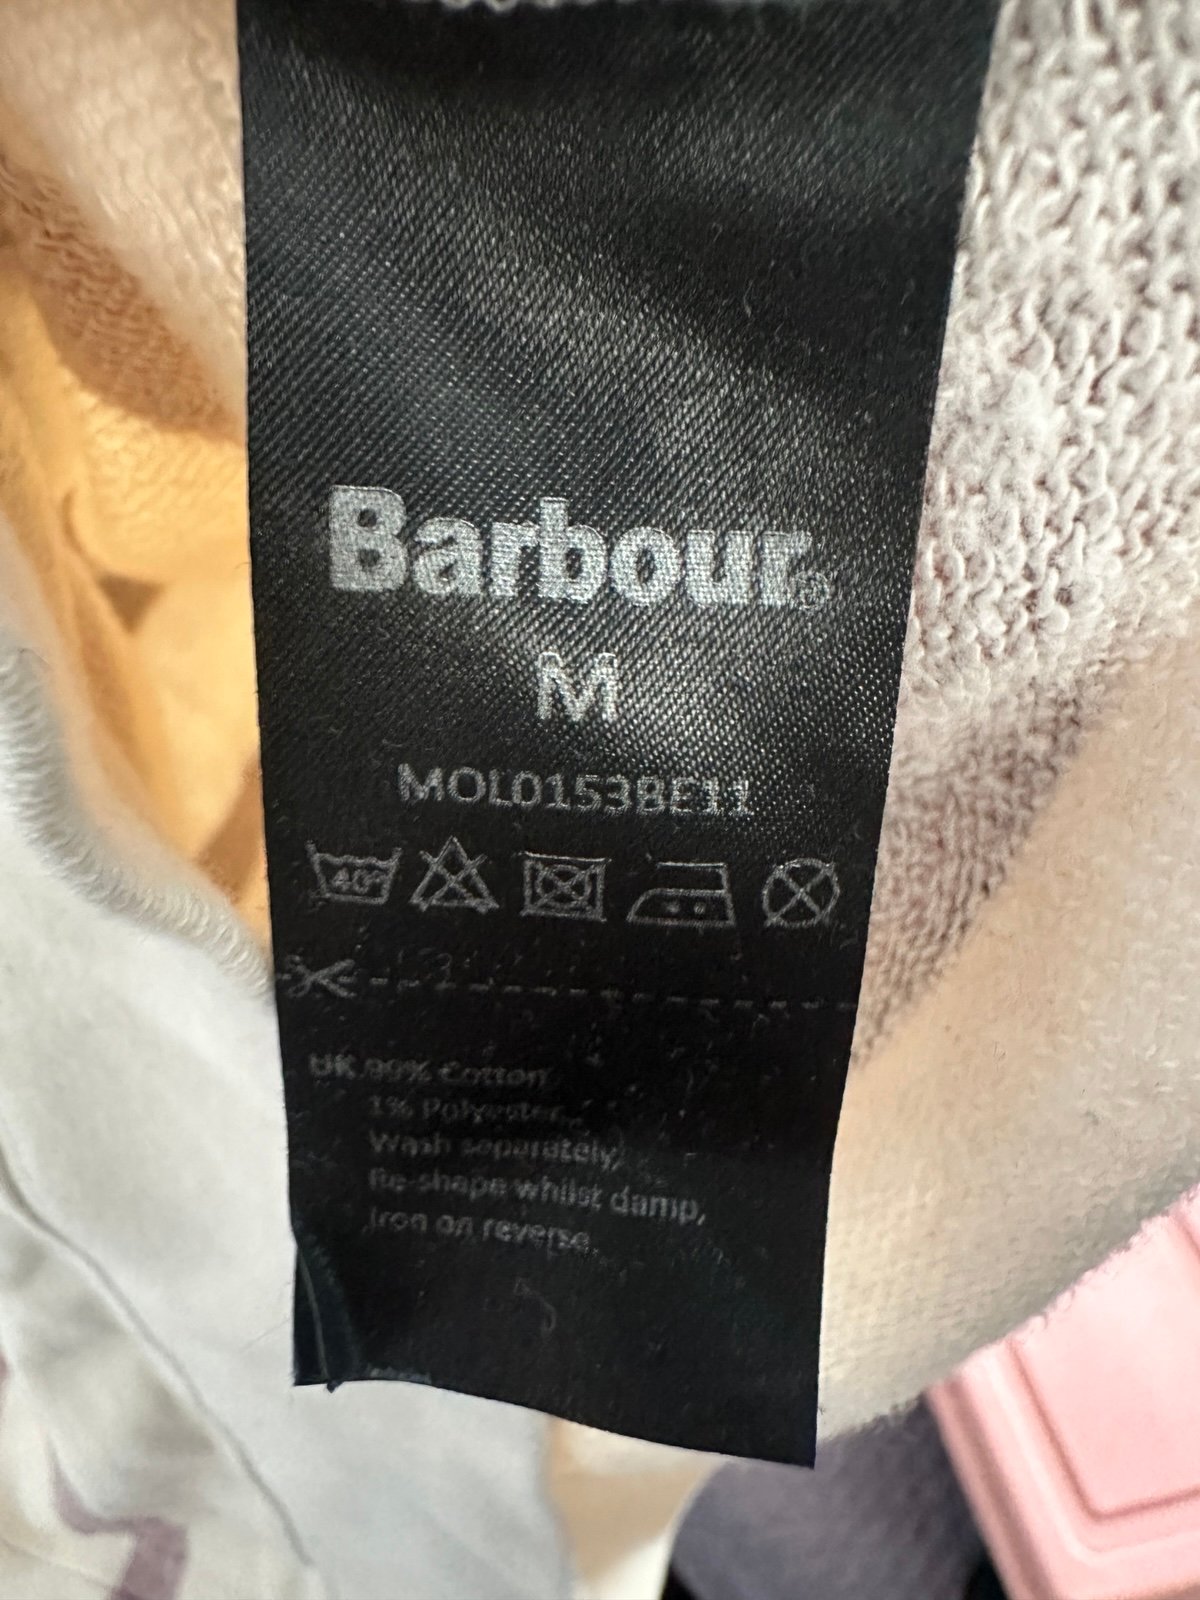 Barbour®
M
MOL0153BE11
40°
UK 99% Cotton
1% Polyester,
Wash separately,
Re-shape whilst damp,
Iron on reverse.